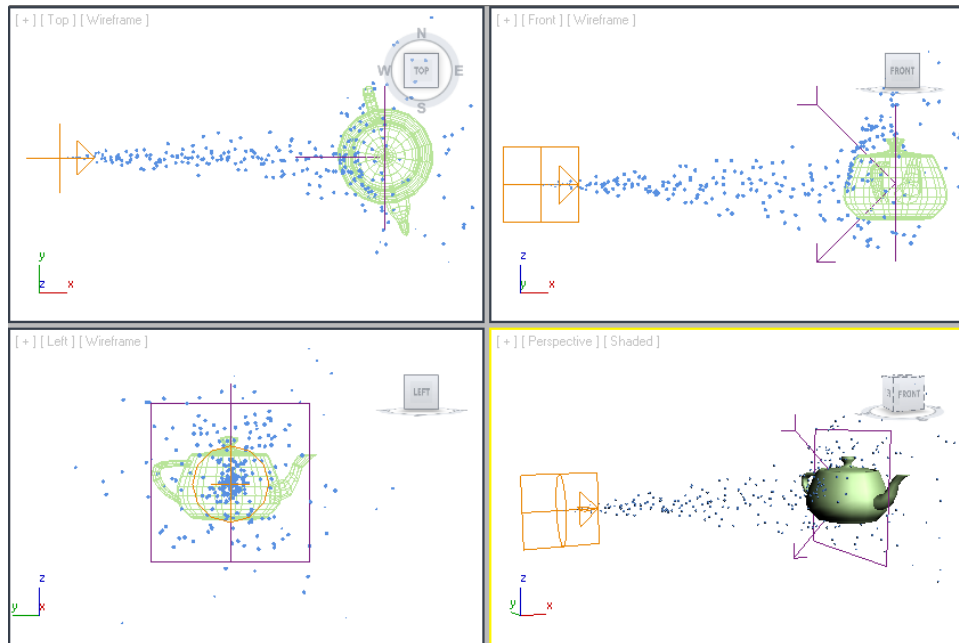 [ + ] [ Top ] [ Wireframe ]
N
W TOP E
S
y
z x
[ + ] [ Front ] [ Wireframe ]
FRONT
z
y x
[ + ] [ Left ] [ Wireframe ]
LEFT
z
y x
[ + ] [ Perspective ] [ Shaded ]
FRONT
z
y x